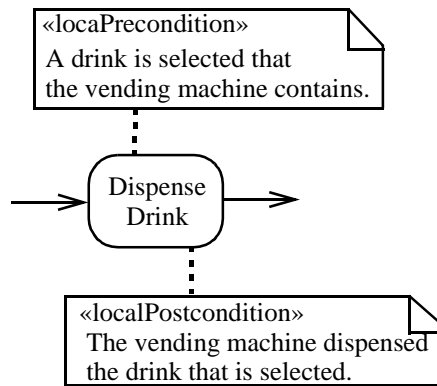 «locaPrecondition»
A drink is selected that
the vending machine contains.
Dispense
Drink
«localPostcondition»
The vending machine dispensed
the drink that is selected.